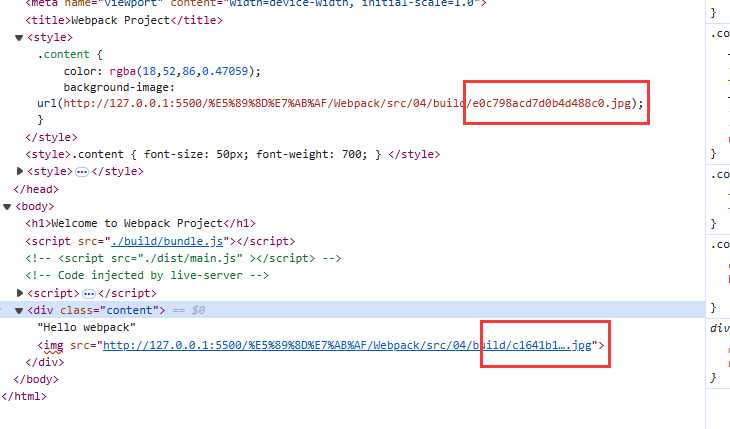 <meta name="viewport" content="width=device-width, initial-scale=1.0">
<title>Webpack Project</title>
<style>
.content {
color: rgba(18,52,86,0.47059);
background-image:
url(http://127.0.0.1:5500/%E5%89%8D%E7%AB%AF/Webpack/src/04/build/e0c798acd7d0b4d488c0.jpg);
}
</style>
<style>.content { font-size: 50px; font-weight: 700; } </style>
<style>…</style>
</head>
<body>
<h1>Welcome to Webpack Project</h1>
<script src="./build/bundle.js"></script>
<!-- <script src="./dist/main.js" ></script> -->
<!-- Code injected by live-server -->
<script>…</script>
<div class="content"> == $0
"Hello webpack"
<img src="http://127.0.0.1:5500/%E5%89%8D%E7%AB%AF/Webpack/src/04/build/c1641b1….jpg">
</div>
</body>
</html>
}
.co
}
.co
}
.co
}
div
}